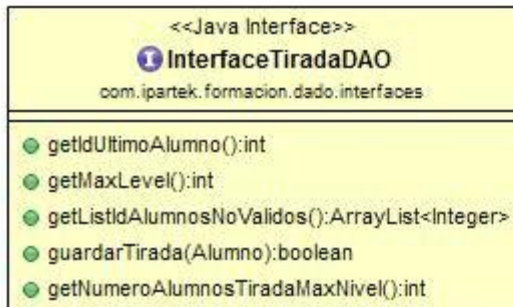 <<Java Interface>>
I InterfaceTiradaDAO
com.ipartek.formacion.dado.interfaces
getIdUltimoAlumno():int
getMaxLevel():int
getListIdAlumnosNoValidos():ArrayList<Integer>
guardarTirada(Alumno):boolean
getNumeroAlumnosTiradaMaxNivel():int